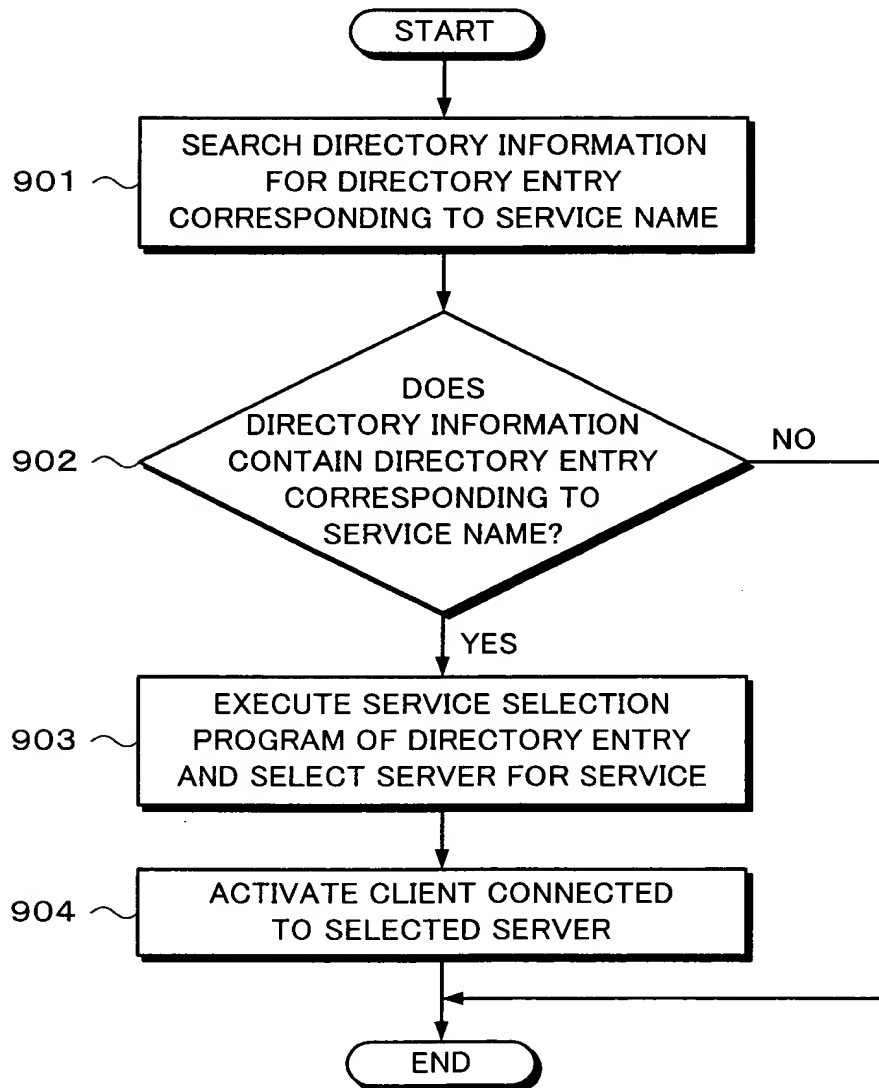 START
901
SEARCH DIRECTORY INFORMATION
FOR DIRECTORY ENTRY
CORRESPONDING TO SERVICE NAME
902
DOES
DIRECTORY INFORMATION
CONTAIN DIRECTORY ENTRY
CORRESPONDING TO
SERVICE NAME?
NO
YES
903
EXECUTE SERVICE SELECTION
PROGRAM OF DIRECTORY ENTRY
AND SELECT SERVER FOR SERVICE
904
ACTIVATE CLIENT CONNECTED
TO SELECTED SERVER
END